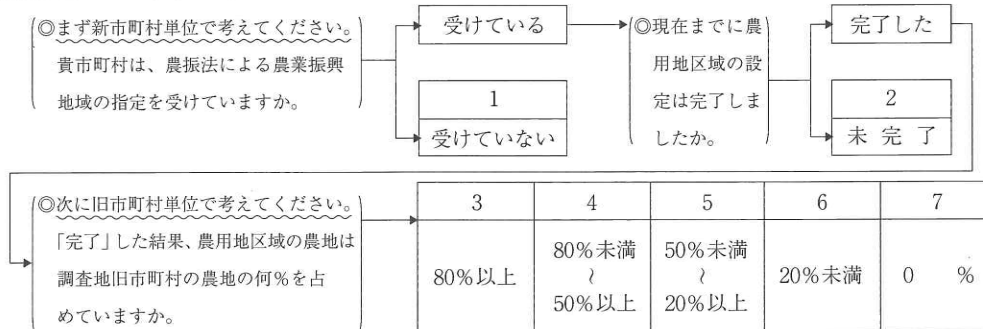 ◎まず新市町村単位で考えてください。
貴市町村は、農振法による農業振興
地域の指定を受けていますか。
受けている
1
受けていない
◎現在までに農
用地区域の設
定は完了しま
したか。
完了した
2
未完了
◎次に旧市町村単位で考えてください。
「完了」した結果、農用地区域の農地は
調査地旧市町村の農地の何%を占
めていますか。
3
80%以上
4
80%未満
~
50%以上
5
50%未満
~
20%以上
6
20%未満
7
0 %